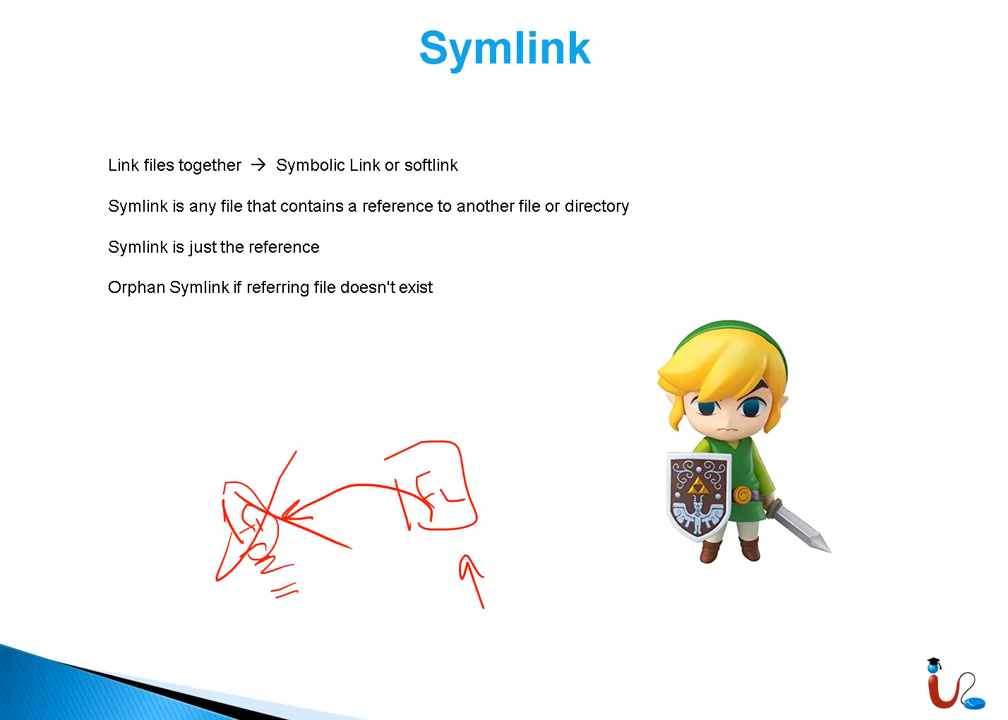 Symlink
Link files together → Symbolic Link or softlink
Symlink is any file that contains a reference to another file or directory
Symlink is just the reference
Orphan Symlink if referring file doesn't exist
FL